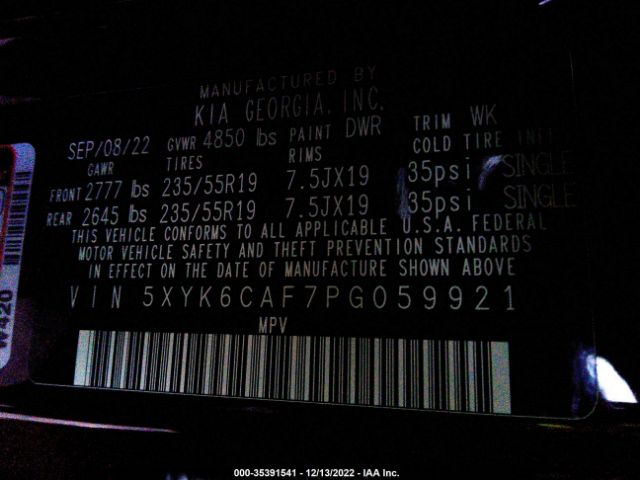 MANUFACTURED BY
KIA GEORGIA, INC.
SEP/08/22 GVWR 4850 lbs PAINT DWR TRIM WK
GAWR TIRES RIMS COLD TIRE
FRONT 2777 lbs 235/55R19 7.5JX19 35psi SINGLE
REAR 2645 lbs 235/55R19 7.5JX19 35psi SINGLE
THIS VEHICLE CONFORMS TO ALL APPLICABLE U.S.A. FEDERAL
MOTOR VEHICLE SAFETY AND THEFT PREVENTION STANDARDS
IN EFFECT ON THE DATE OF MANUFACTURE SHOWN ABOVE
VIN 5XYK6CAF7PG059921
MPV
W420
000-35391541 - 12/13/2022 - IAA Inc.